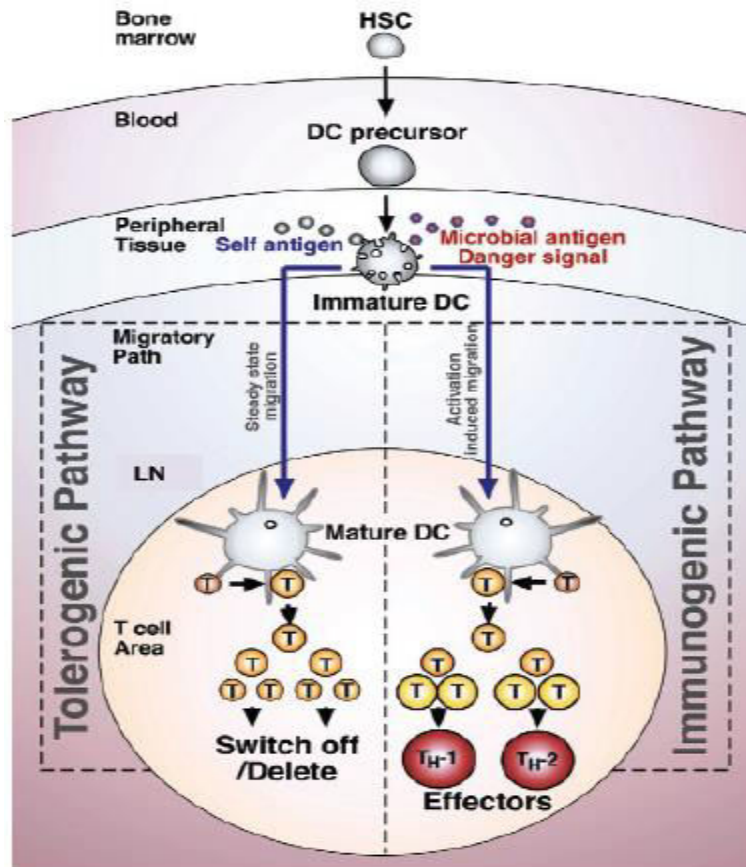 Bone
marrow
HSC
Blood
DC precursor
Peripheral
Tissue
Self antigen
Microbial antigen
Danger signal
Immature DC
Migratory
Path
Steady state
migration
Activation
induced migration
Tolerogenic Pathway
Immunogenic Pathway
LN
Mature DC
T T
T T
T cell
Area
T
T
T T
T T
T T T T
T T T T
Switch off
/Delete
TH-1
TH-2
Effectors